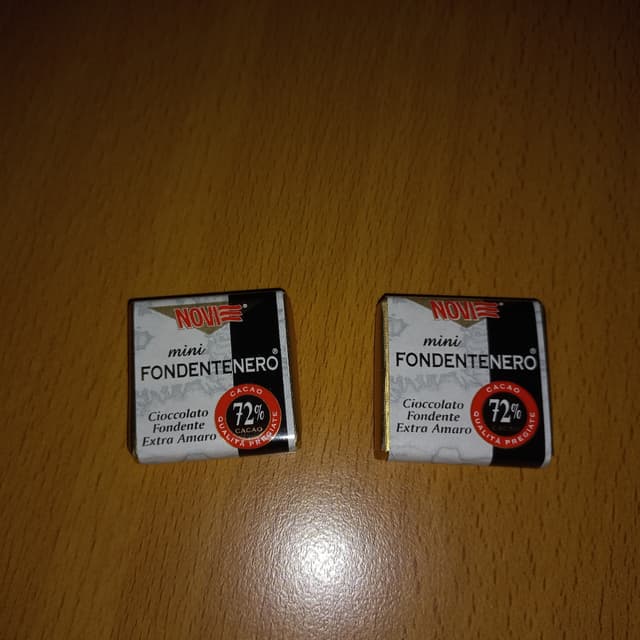 NOVI
mini
FONDENTENERO®
Cioccolato
Fondente
Extra Amaro
CACAO
72%
CACAO
QUALITÀ PREGIATE
NOVI
mini
FONDENTENERO®
Cioccolato
Fondente
Extra Amaro
CACAO
72%
CACAO
QUALITÀ PREGIATE